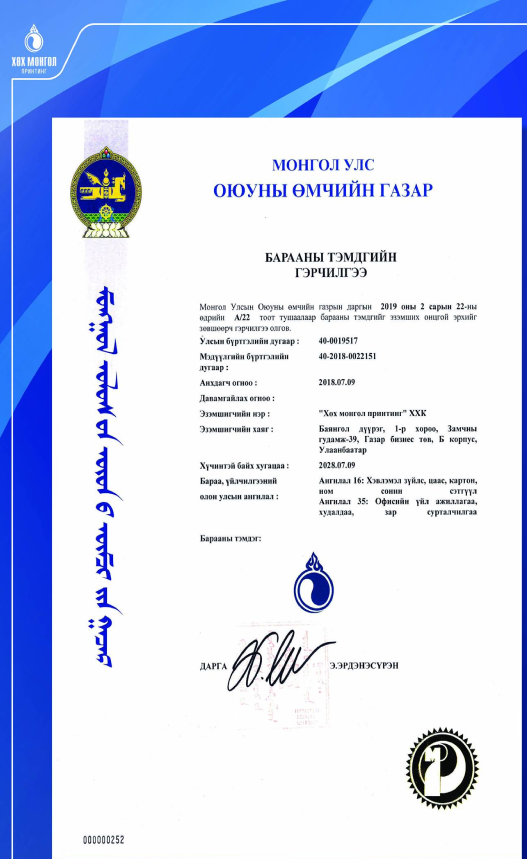 ХӨХ МОНГОЛ
ПРИНТИНГ
МОНГОЛ УЛС
ОЮУНЫ ӨМЧИЙН ГАЗАР
БАРААНЫ ТЭМДГИЙН
ГЭРЧИЛГЭЭ
Монгол Улсын Оюуны өмчийн газрын даргын 2019 оны 2 сарын 22-ны
өдрийн А/22 тоот тушаалаар барааны тэмдгийг эзэмших онцгой эрхийг
зөвшөөрч гэрчилгээ олгов.
Улсын бүртгэлийн дугаар : 40-0019517
Мэдүүлгийн бүртгэлийн 40-2018-0022151
дугаар :
Анхдагч огноо : 2018.07.09
Давамгайлах огноо :
Эзэмшигчийн нэр : "Хөх монгол принтинг" ХХК
Эзэмшигчийн хаяг : Баянгол дүүрэг, 1-р хороо, Замчны
гудамж-39, Газар бизнес төв, Б корпус,
Улаанбаатар
Хүчинтэй байх хугацаа : 2028.07.09
Бараа, үйлчилгээний Ангилал 16: Хэвлэмэл зүйлс, цаас, картон,
олон улсын ангилал : ном сонин сэтгүүл
Ангилал 35: Офисийн үйл ажиллагаа,
худалдаа, зар сурталчилгаа
Барааны тэмдэг:
ДАРГА Э.ЭРДЭНЭСҮРЭН
000000252